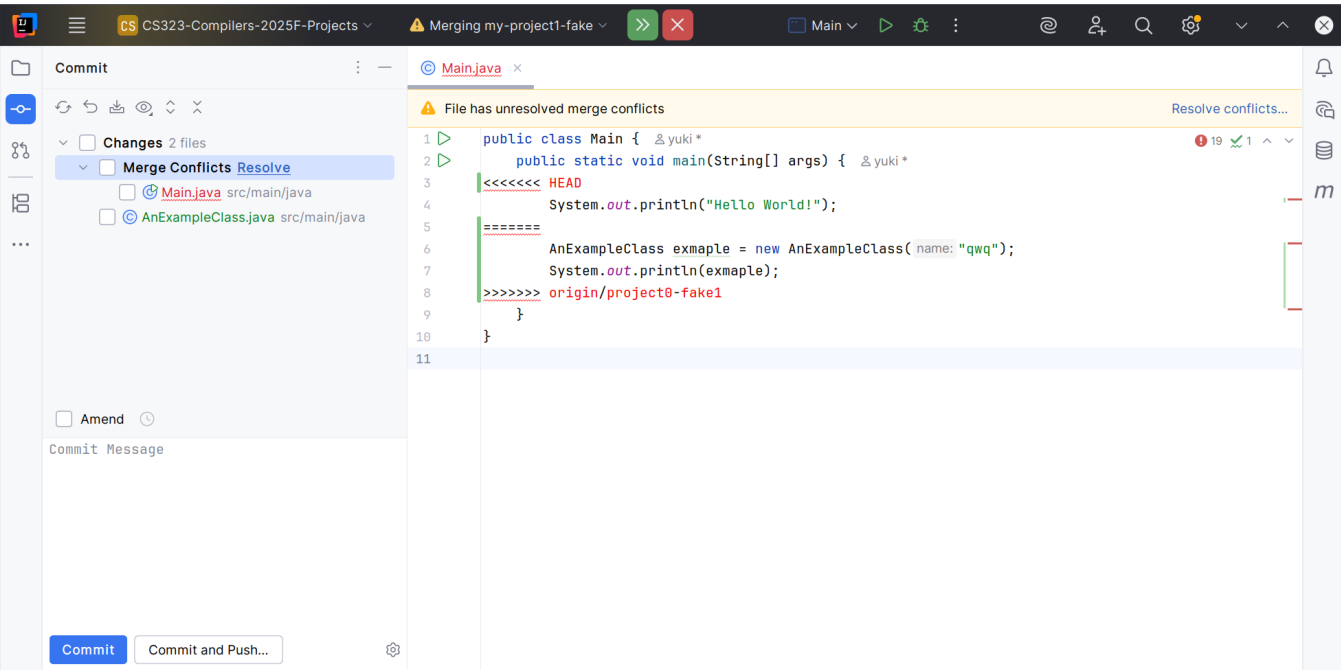 CS CS323-Compilers-2025F-Projects Merging my-project1-fake Main
Commit
Main.java
File has unresolved merge conflicts Resolve conflicts...
Changes 2 files
Merge Conflicts Resolve
Main.java src/main/java
AnExampleClass.java src/main/java
1 public class Main { yuki *
2 public static void main(String[] args) { yuki *
3 <<<<<<< HEAD
4 System.out.println("Hello World!");
5 =======
6 AnExampleClass exmaple = new AnExampleClass( name: "qwq");
7 System.out.println(exmaple);
8 >>>>>>> origin/project0-fake1
9 }
10 }
11
19 1
m
Amend
Commit Message
Commit Commit and Push...